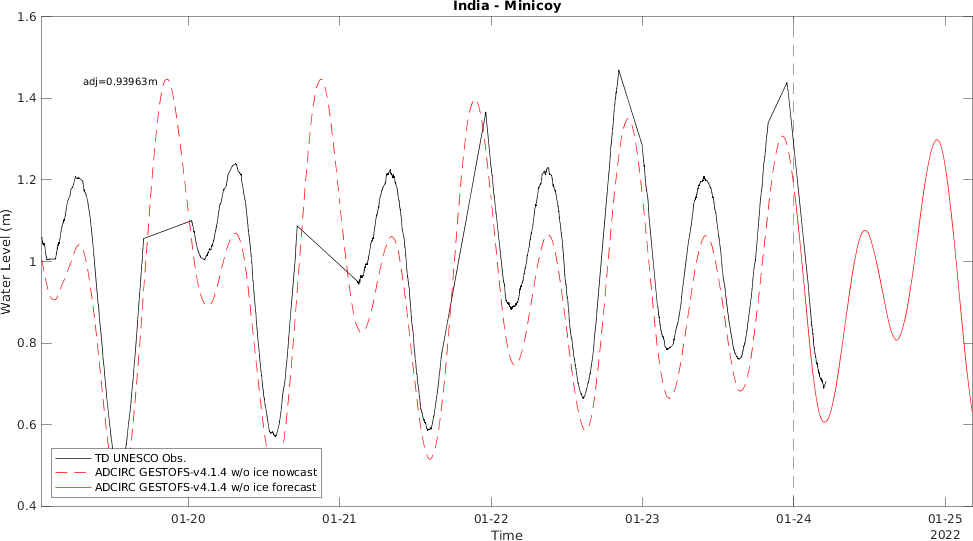 India - Minicoy
1.6
adj=0.93963m
1.4
1.2
1
0.8
0.6
0.4
Water Level (m)
TD UNESCO Obs.
ADCIRC GESTOFS-v4.1.4 w/o ice nowcast
ADCIRC GESTOFS-v4.1.4 w/o ice forecast
01-20
01-21
01-22
01-23
01-24
01-25
Time
2022